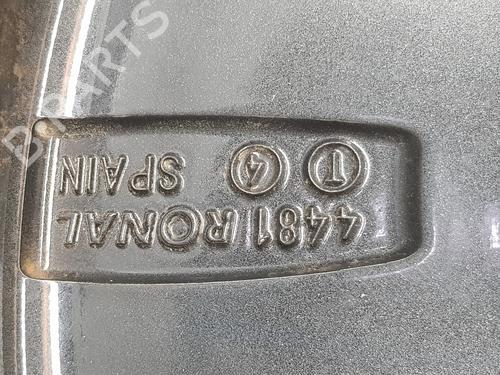 4481 RONAL
① ④ SPAIN
B-PARTS